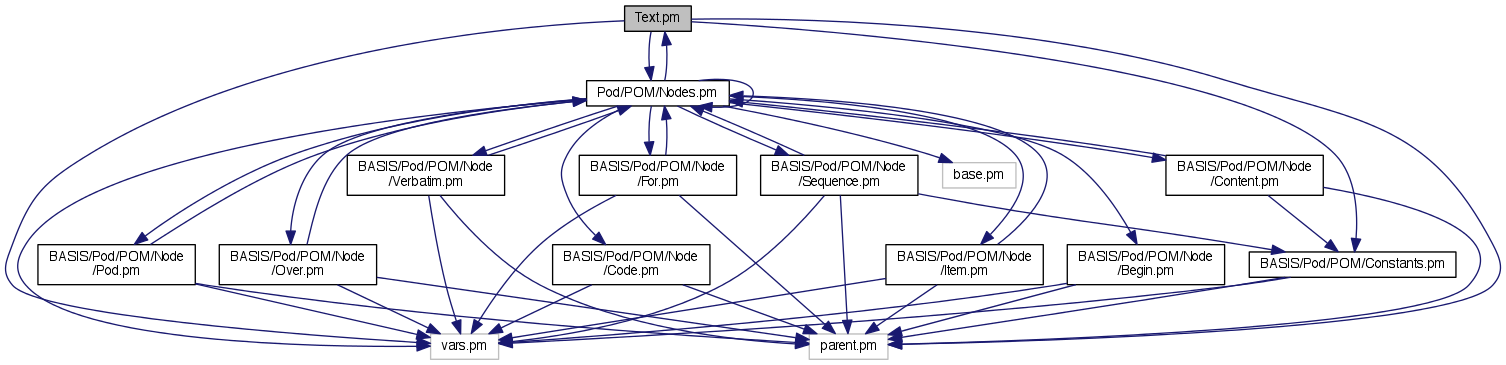 Text.pm
Pod/POM/Nodes.pm
BASIS/Pod/POM/Node
/Verbatim.pm
BASIS/Pod/POM/Node
/For.pm
BASIS/Pod/POM/Node
/Sequence.pm
base.pm
BASIS/Pod/POM/Node
/Content.pm
BASIS/Pod/POM/Node
/Pod.pm
BASIS/Pod/POM/Node
/Over.pm
BASIS/Pod/POM/Node
/Code.pm
BASIS/Pod/POM/Node
/Item.pm
BASIS/Pod/POM/Node
/Begin.pm
BASIS/Pod/POM/Constants.pm
vars.pm
parent.pm